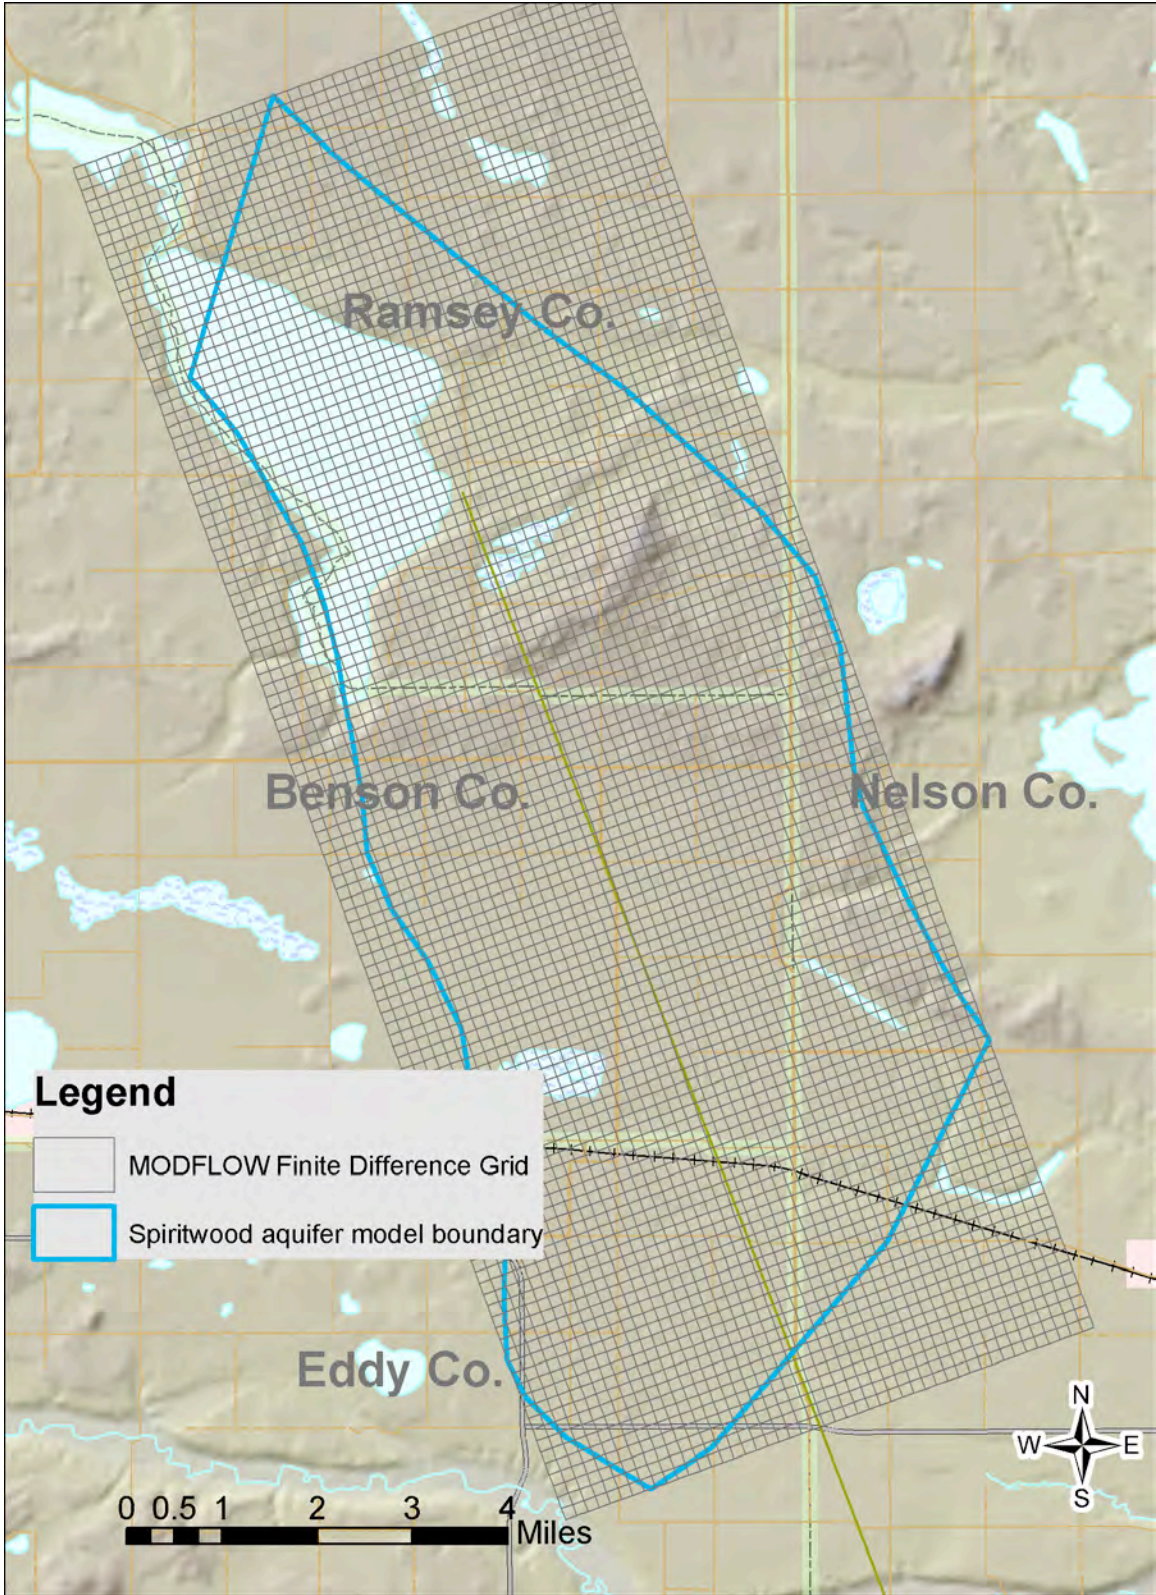 Ramsey Co.
Benson Co.
Nelson Co.
Legend
MODFLOW Finite Difference Grid
Spiritwood aquifer model boundary
Eddy Co.
N
W E
S
0 0.5 1 2 3 4
Miles